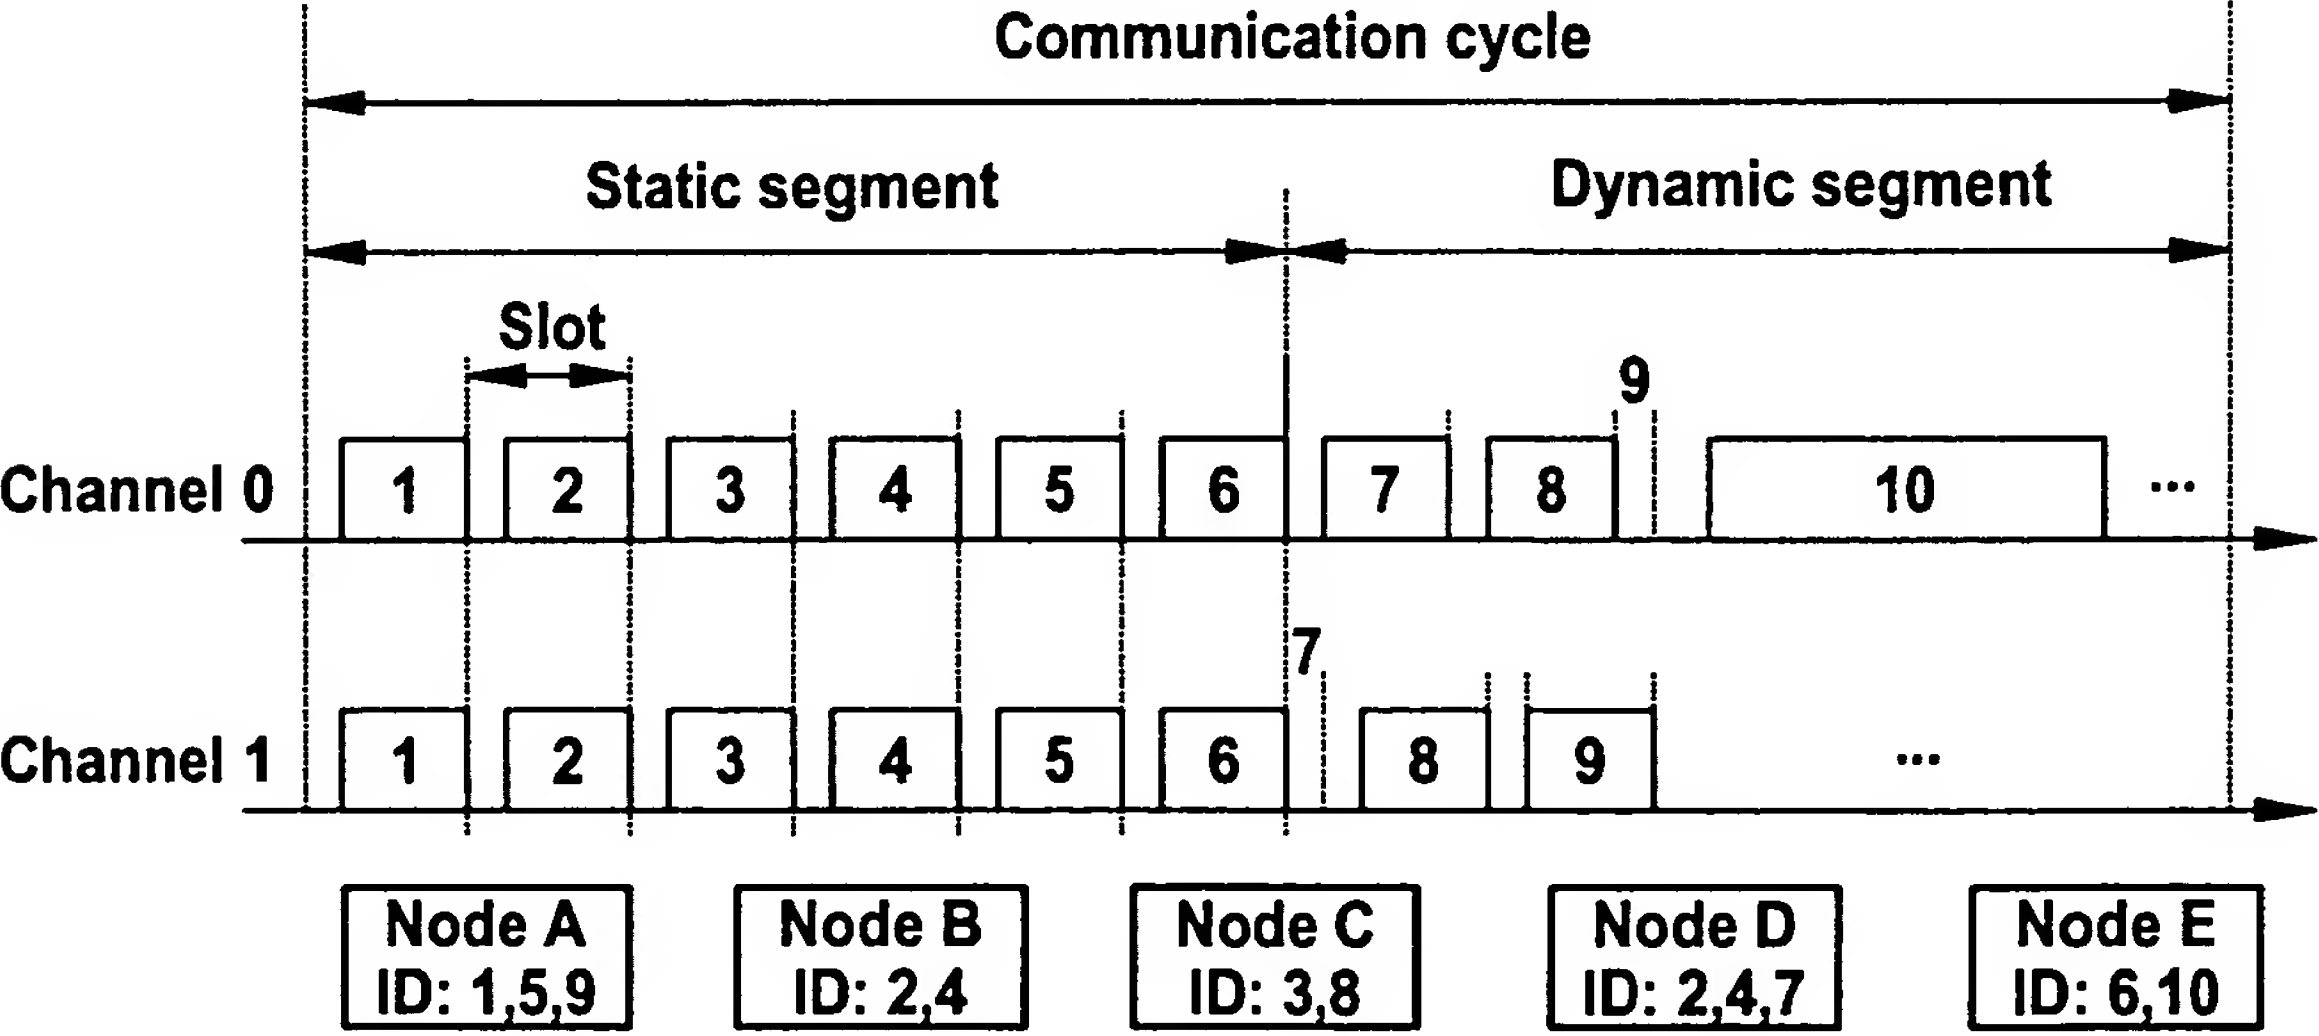 Communication cycle
Static segment
Dynamic segment
Slot
9
Channel 0
1 2 3 4 5 6 7 8 10 ...
7
Channel 1
1 2 3 4 5 6 8 9 ...
Node A
ID: 1,5,9
Node B
ID: 2,4
Node C
ID: 3,8
Node D
ID: 2,4,7
Node E
ID: 6,10